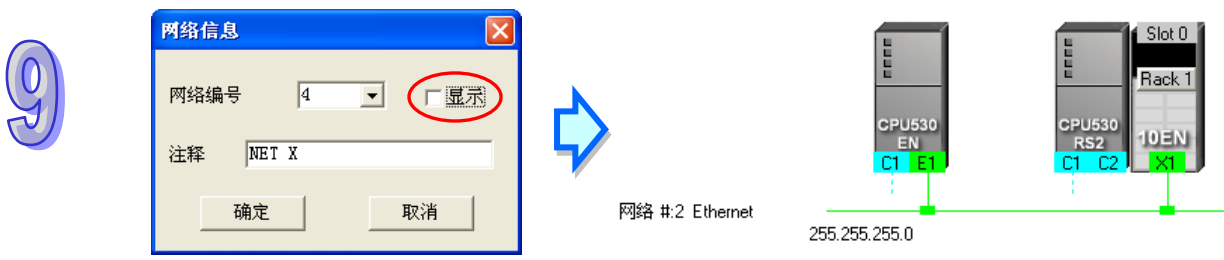 9
网络信息
网络编号 4 显示
注释 NET X
确定 取消
Slot 0
Rack 1
CPU530
EN
CPU530
RS2
10EN
C1 E1
C1 C2
X1
网络 #:2 Ethernet
255.255.255.0